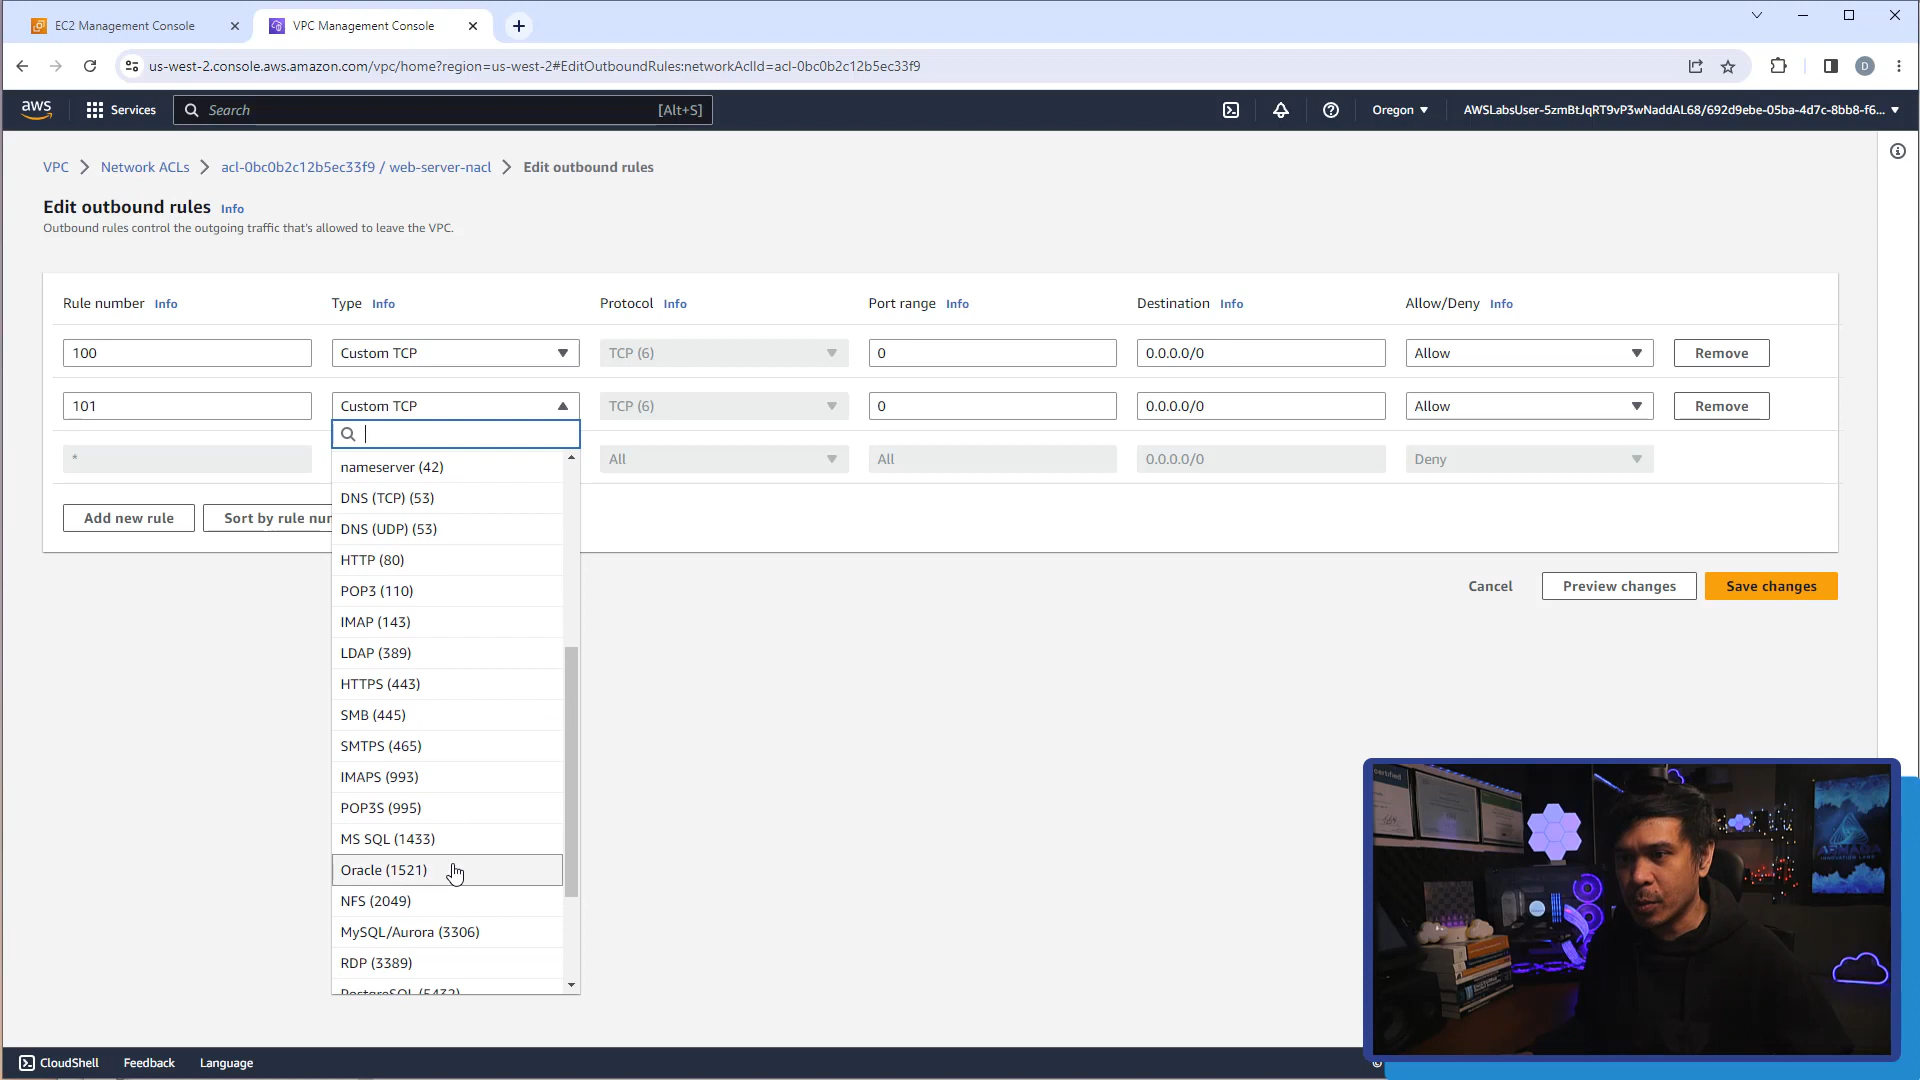 EC2 Management Console
VPC Management Console
us-west-2.console.aws.amazon.com/vpc/home?region=us-west-2#EditOutboundRules:networkAclId=acl-0bc0b2c12b5ec33f9
D
aws
Services
Search
[Alt+S]
Oregon
AWSLabsUser-5zmBtJqRT9vP3wNaddAL68/692d9ebe-05ba-4d7c-8bb8-f6...
VPC
Network ACLs
acl-0bc0b2c12b5ec33f9 / web-server-nacl
Edit outbound rules
Edit outbound rules Info
Outbound rules control the outgoing traffic that's allowed to leave the VPC.
Rule number Info
Type Info
Protocol Info
Port range Info
Destination Info
Allow/Deny Info
100
Custom TCP
TCP (6)
0
0.0.0.0/0
Allow
Remove
101
Custom TCP
TCP (6)
0
0.0.0.0/0
Allow
Remove
*
All
All
0.0.0.0/0
Deny
nameserver (42)
DNS (TCP) (53)
DNS (UDP) (53)
HTTP (80)
POP3 (110)
IMAP (143)
LDAP (389)
HTTPS (443)
SMB (445)
SMTPS (465)
IMAPS (993)
POP3S (995)
MS SQL (1433)
Oracle (1521)
NFS (2049)
MySQL/Aurora (3306)
RDP (3389)
PostgreSQL (5432)
Add new rule
Sort by rule num
Cancel
Preview changes
Save changes
CloudShell
Feedback
Language
©